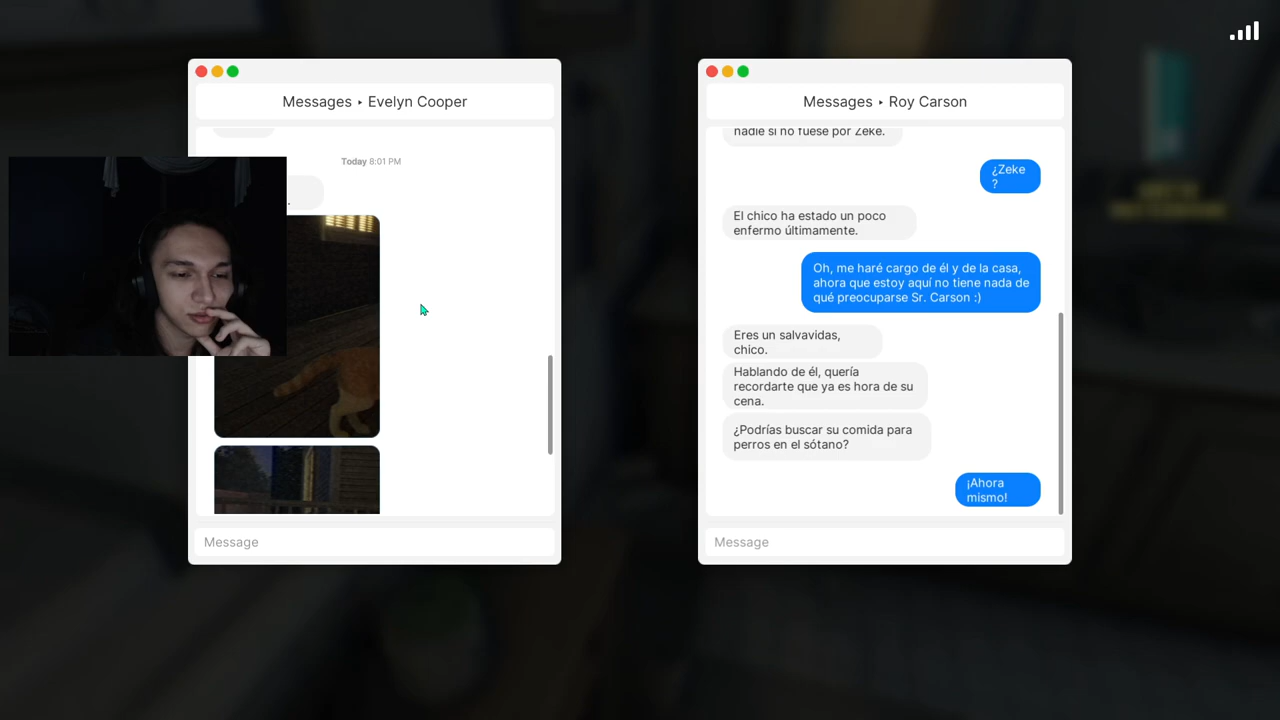 Messages ‣ Evelyn Cooper
Today 8:01 PM
.
Message
Messages ‣ Roy Carson
nadie si no fuese por Zeke.
¿Zeke
?
El chico ha estado un poco
enfermo últimamente.
Oh, me haré cargo de él y de la casa,
ahora que estoy aquí no tiene nada de
qué preocuparse Sr. Carson :)
Eres un salvavidas,
chico.
Hablando de él, quería
recordarte que ya es hora de su
cena.
¿Podrías buscar su comida para
perros en el sótano?
¡Ahora
mismo!
Message